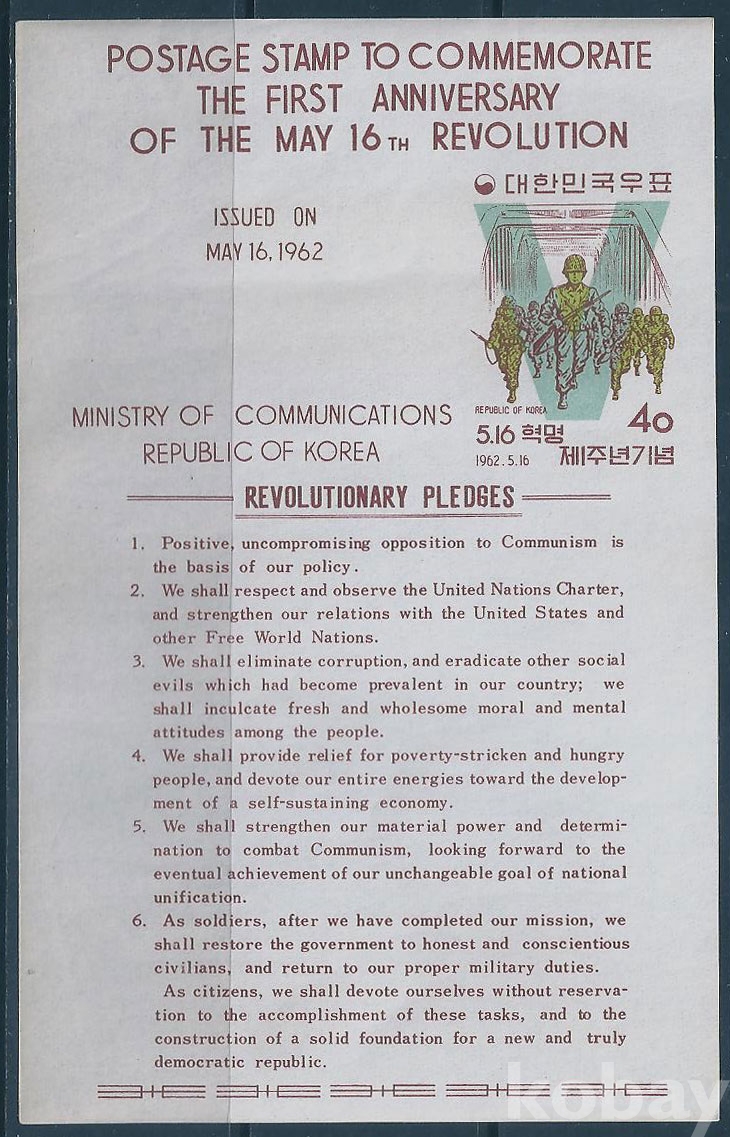 POSTAGE STAMP TO COMMEMORATE
THE FIRST ANNIVERSARY
OF THE MAY 16TH REVOLUTION
대한민국우표
ISSUED ON
MAY 16, 1962
REPUBLIC OF KOREA
40
5.16 혁명
1962.5.16 제1주년기념
MINISTRY OF COMMUNICATIONS
REPUBLIC OF KOREA
REVOLUTIONARY PLEDGES
1. Positive, uncompromising opposition to Communism is
the basis of our policy.
2. We shall respect and observe the United Nations Charter,
and strengthen our relations with the United States and
other Free World Nations.
3. We shall eliminate corruption, and eradicate other social
evils which had become prevalent in our country; we
shall inculcate fresh and wholesome moral and mental
attitudes among the people.
4. We shall provide relief for poverty-stricken and hungry
people, and devote our entire energies toward the develop-
ment of a self-sustaining economy.
5. We shall strengthen our material power and determi-
nation to combat Communism, looking forward to the
eventual achievement of our unchangeable goal of national
unification.
6. As soldiers, after we have completed our mission, we
shall restore the government to honest and conscientious
civilians, and return to our proper military duties.
As citizens, we shall devote ourselves without reserva-
tion to the accomplishment of these tasks, and to the
construction of a solid foundation for a new and truly
democratic republic.
kobay